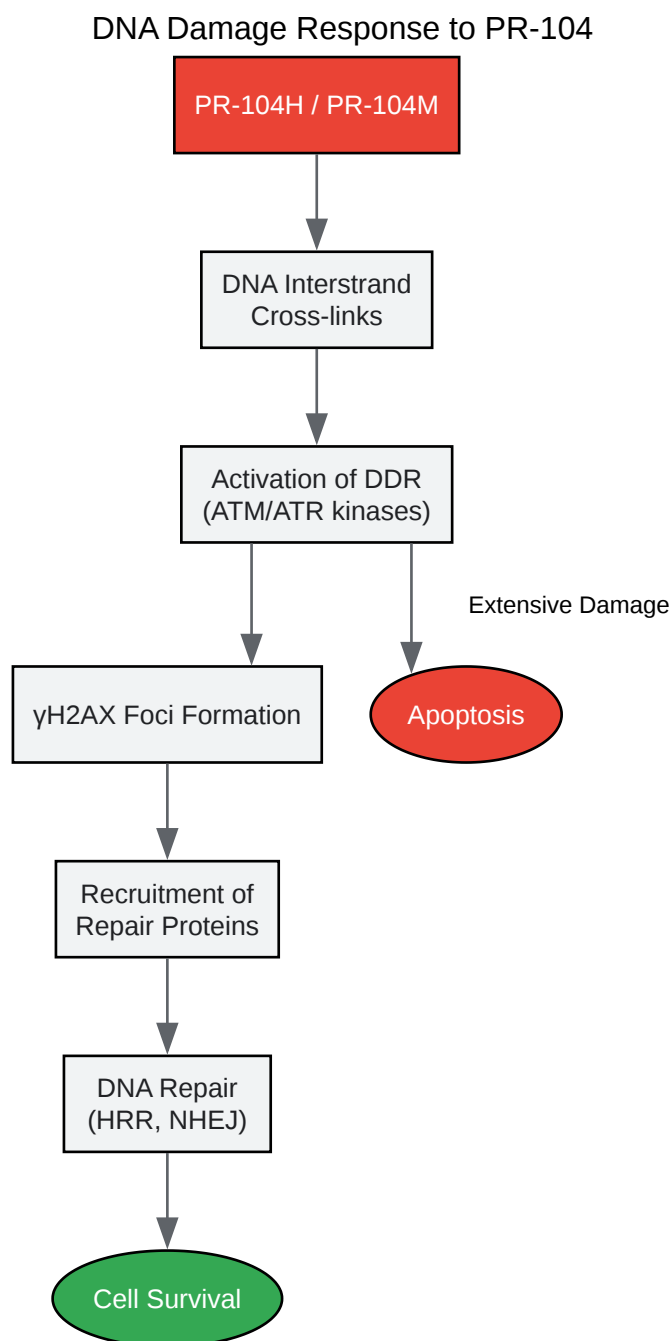 DNA Damage Response to PR-104
PR-104H / PR-104M
DNA Interstrand
Cross-links
Activation of DDR
(ATM/ATR kinases)
Extensive Damage
γH2AX Foci Formation
Apoptosis
Recruitment of
Repair Proteins
DNA Repair
(HRR, NHEJ)
Cell Survival